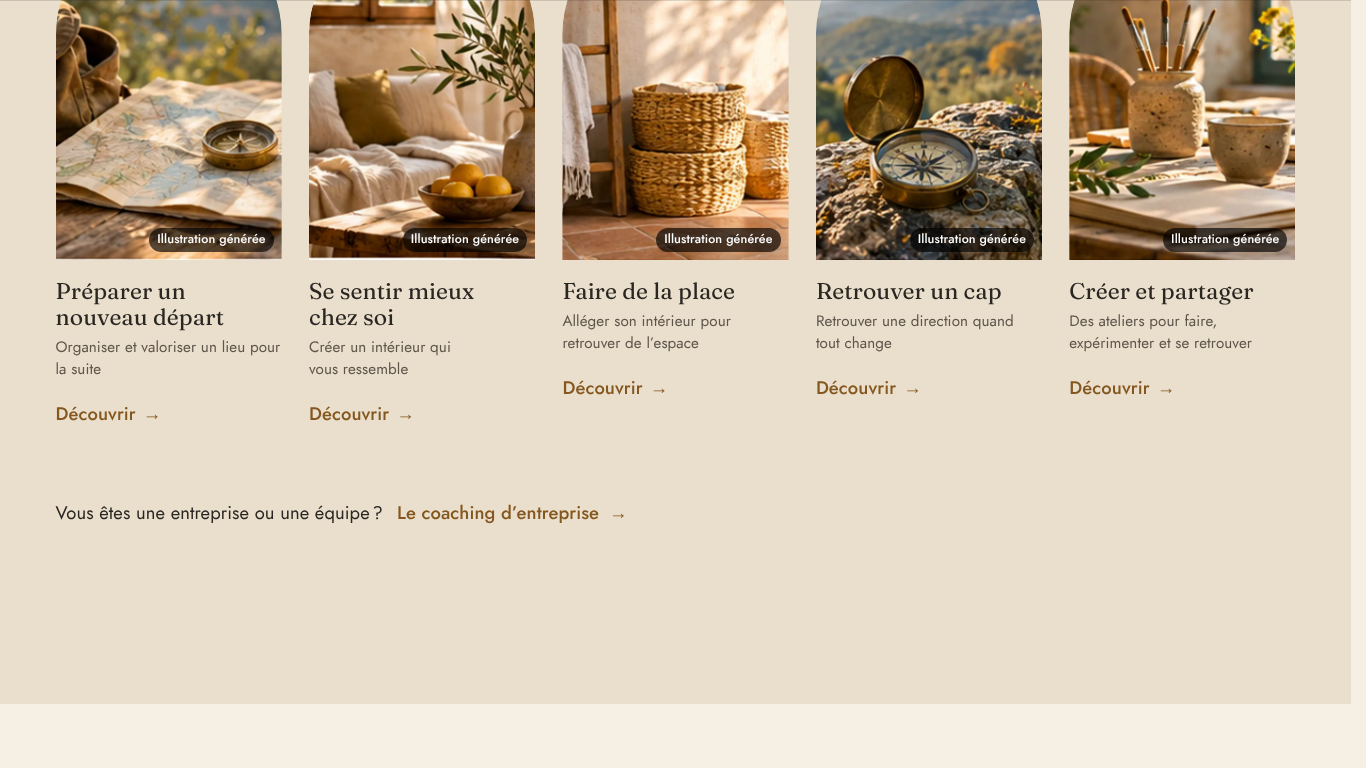 Illustration générée
Illustration générée
Illustration générée
Illustration générée
Illustration générée
Préparer un
nouveau départ
Organiser et valoriser un lieu pour
la suite
Découvrir →
Se sentir mieux
chez soi
Créer un intérieur qui
vous ressemble
Découvrir →
Faire de la place
Alléger son intérieur pour
retrouver de l’espace
Découvrir →
Retrouver un cap
Retrouver une direction quand
tout change
Découvrir →
Créer et partager
Des ateliers pour faire,
expérimenter et se retrouver
Découvrir →
Vous êtes une entreprise ou une équipe ? Le coaching d’entreprise →